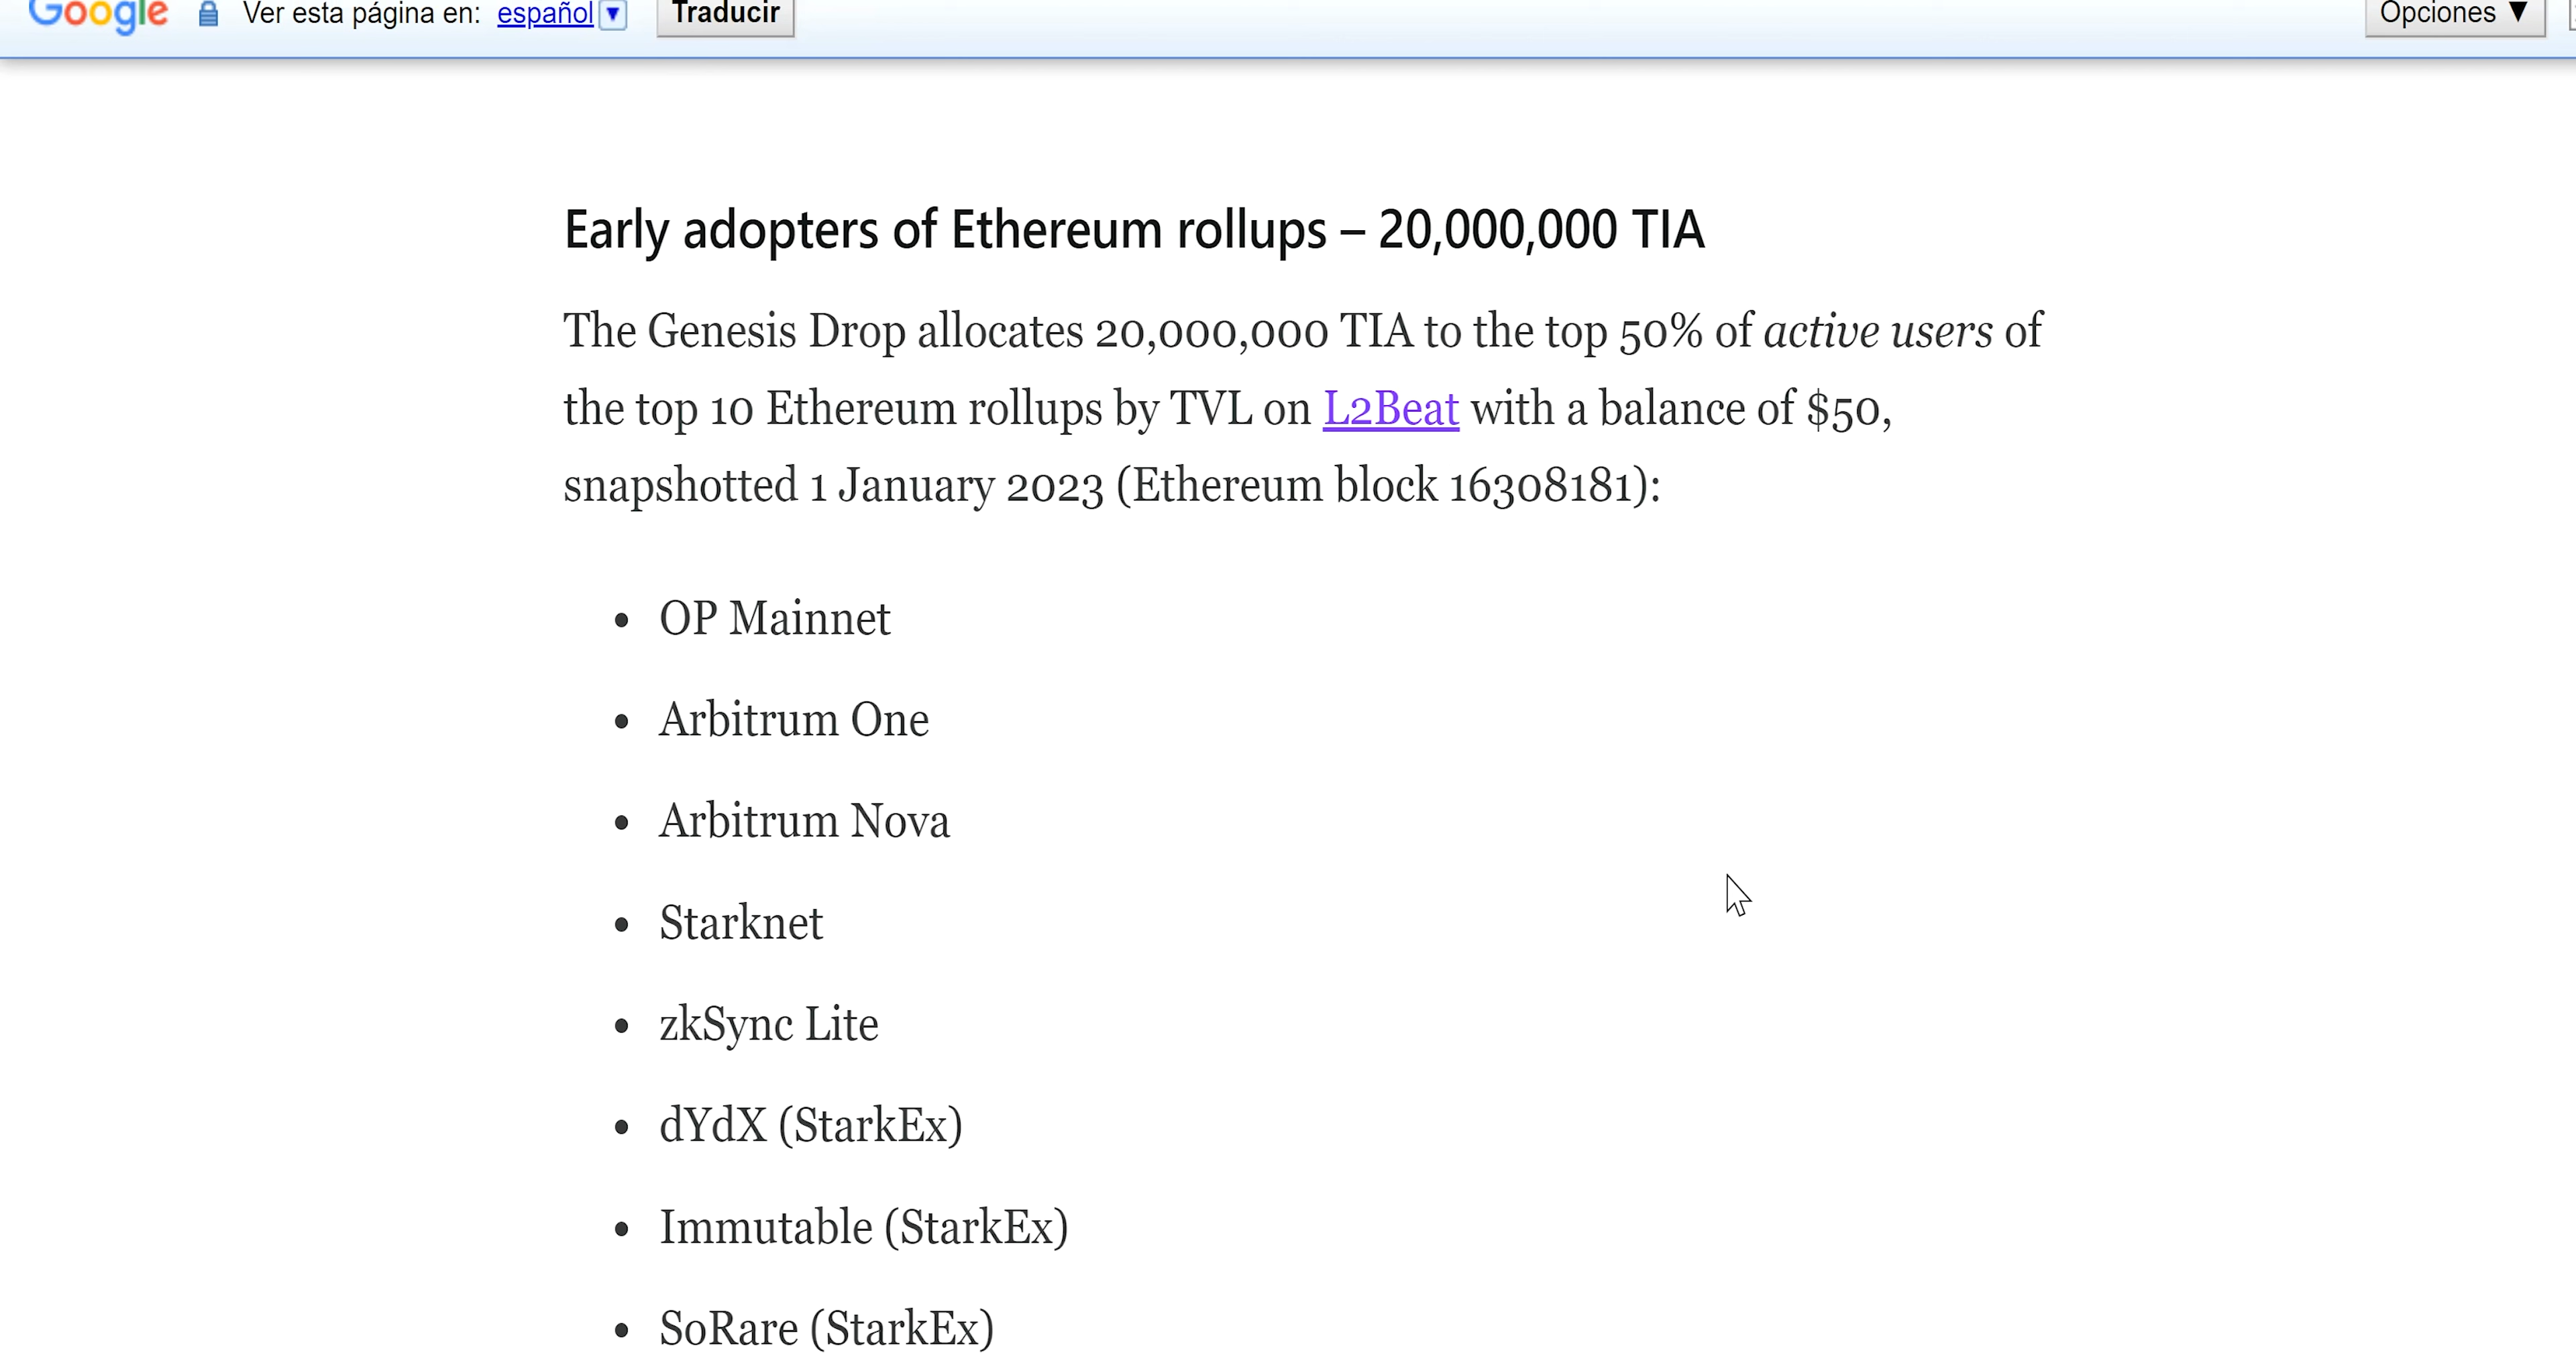 Google Ver esta página en: español Traducir Opciones ▼
Early adopters of Ethereum rollups – 20,000,000 TIA
The Genesis Drop allocates 20,000,000 TIA to the top 50% of active users of
the top 10 Ethereum rollups by TVL on L2Beat with a balance of $50,
snapshotted 1 January 2023 (Ethereum block 16308181):
• OP Mainnet
• Arbitrum One
• Arbitrum Nova
• Starknet
• zkSync Lite
• dYdX (StarkEx)
• Immutable (StarkEx)
• SoRare (StarkEx)